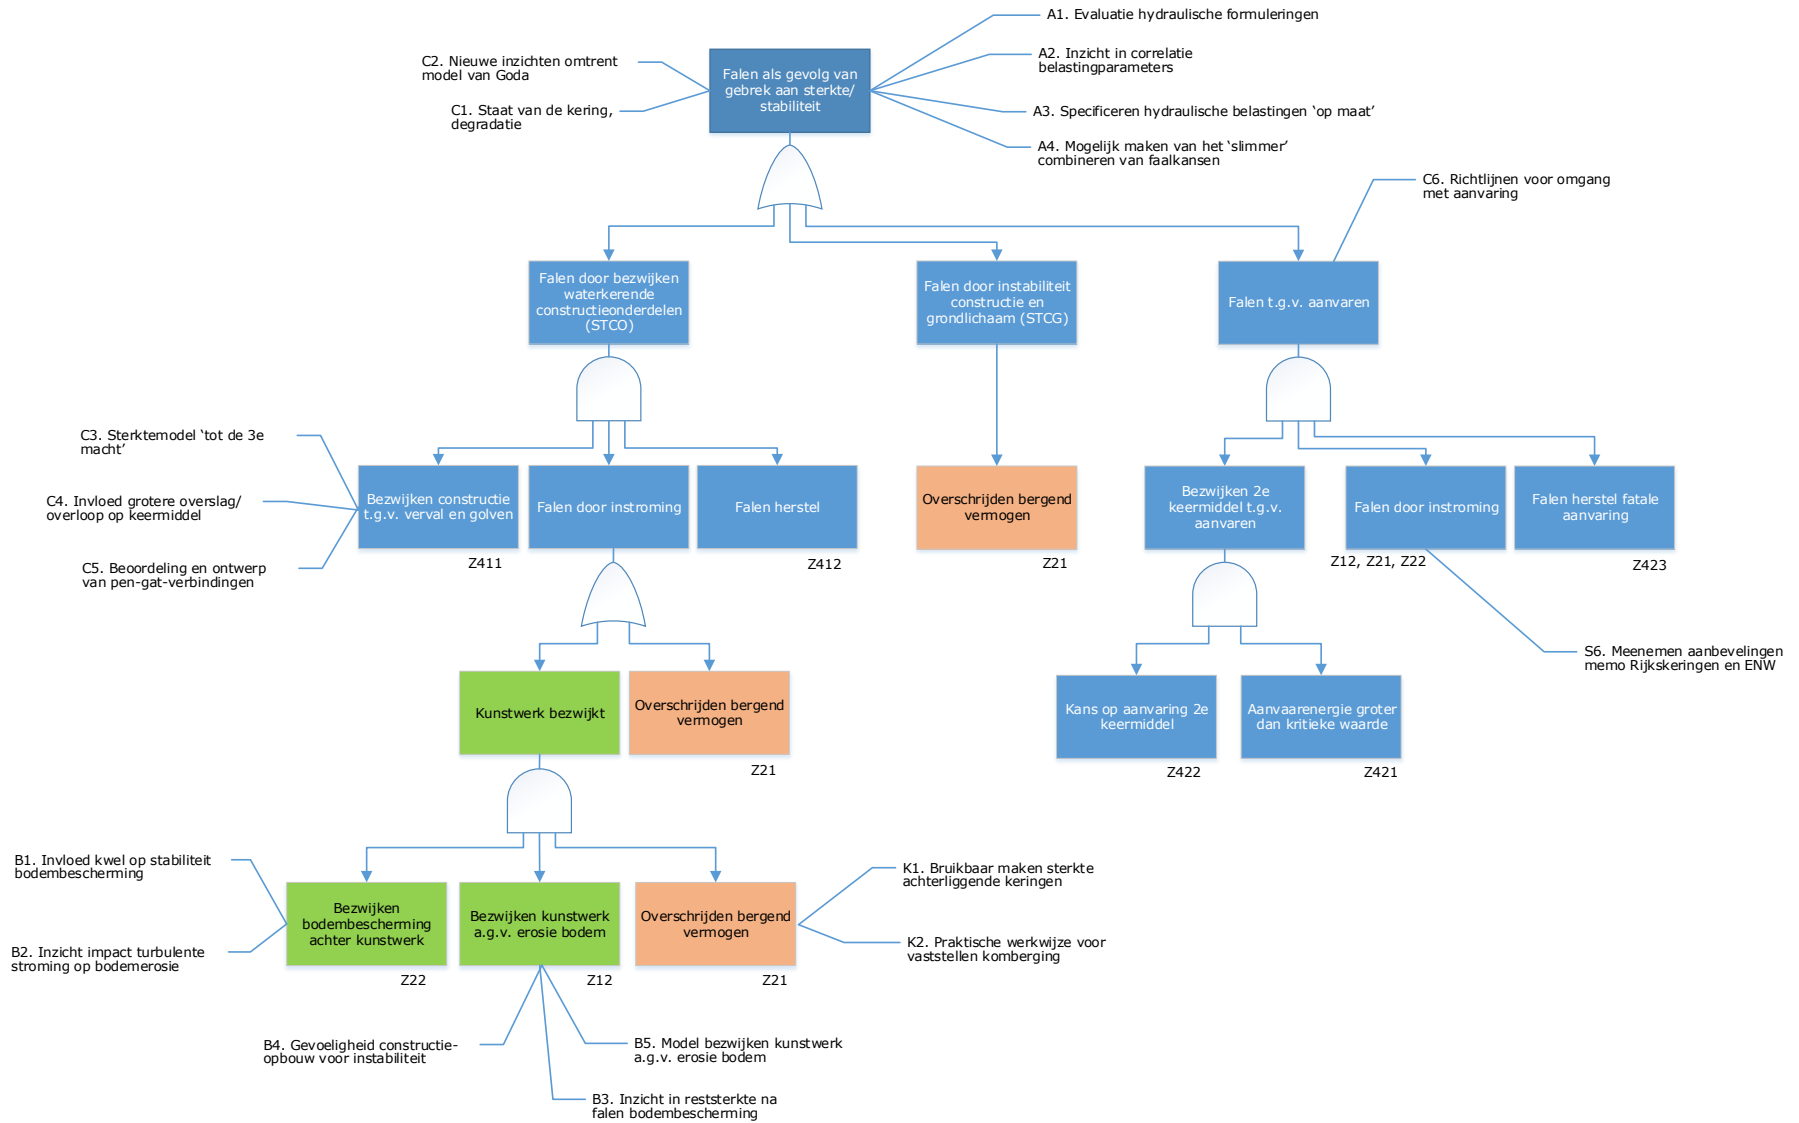 A1. Evaluatie hydraulische formuleringen
C2. Nieuwe inzichten omtrent
model van Goda
A2. Inzicht in correlatie
belastingparameters
Falen als gevolg van
gebrek aan sterkte/
stabiliteit
C1. Staat van de kering,
degradatie
A3. Specificeren hydraulische belastingen ‘op maat’
A4. Mogelijk maken van het ‘slimmer’
combineren van faalkansen
C6. Richtlijnen voor omgang
met aanvaring
Falen door bezwijken
waterkerende
constructieonderdelen
(STCO)
Falen door instabiliteit
constructie en
grondlichaam (STCG)
Falen t.g.v. aanvaren
C3. Sterktemodel ‘tot de 3e
macht’
C4. Invloed grotere overslag/
overloop op keermiddel
C5. Beoordeling en ontwerp
van pen-gat-verbindingen
Bezwijken constructie
t.g.v. verval en golven
Z411
Falen door instroming
Falen herstel
Z412
Overschrijden bergend
vermogen
Z21
Bezwijken 2e
keermiddel t.g.v.
aanvaren
Falen door instroming
Z12, Z21, Z22
Falen herstel fatale
aanvaring
Z423
S6. Meenemen aanbevelingen
memo Rijkskeringen en ENW
Kunstwerk bezwijkt
Overschrijden bergend
vermogen
Z21
Kans op aanvaring 2e
keermiddel
Z422
Aanvaarenergie groter
dan kritieke waarde
Z421
B1. Invloed kwel op stabiliteit
bodembescherming
B2. Inzicht impact turbulente
stroming op bodemerosie
Bezwijken
bodembescherming
achter kunstwerk
Z22
Bezwijken kunstwerk
a.g.v. erosie bodem
Z12
Overschrijden bergend
vermogen
Z21
K1. Bruikbaar maken sterkte
achterliggende keringen
K2. Praktische werkwijze voor
vaststellen komberging
B4. Gevoeligheid constructie-
opbouw voor instabiliteit
B5. Model bezwijken kunstwerk
a.g.v. erosie bodem
B3. Inzicht in reststerkte na
falen bodembescherming